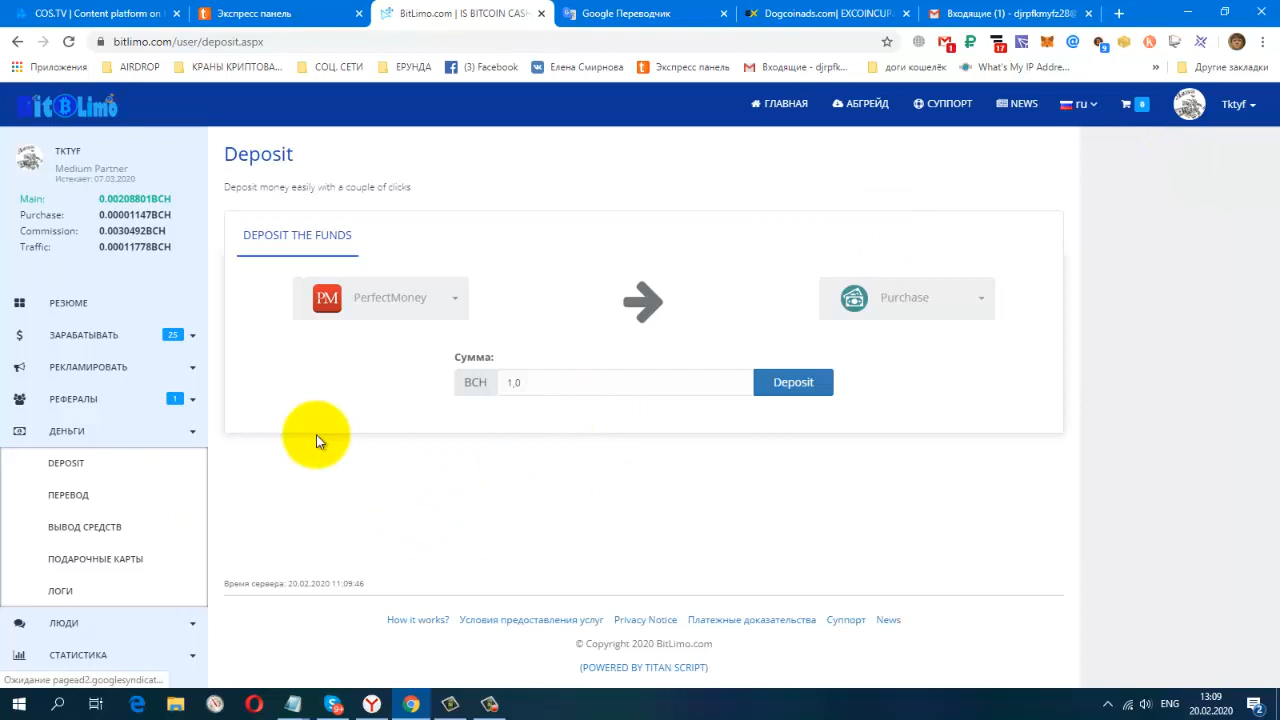 COS.TV | Content platform on
Экспресс панель
BitLimo.com | IS BITCOIN CASH
Google Переводчик
Dogcoinads.com| EXCOINCUP
Входящие (1) - djrpfkmyfz28@
bitlimo.com/user/deposit.aspx
Приложения
AIRDROP
КРАНЫ КРИПТОВА...
СОЦ. СЕТИ
ЕРУНДА
(3) Facebook
Елена Смирнова
Экспресс панель
Входящие - djrpfk...
доги кошелёк
What's My IP Addre...
»
Другие закладки
BitLimo
ГЛАВНАЯ
АБГРЕЙД
СУППОРТ
NEWS
ru
0
Tktyf
TKTYF
Medium Partner
Истекает: 07.03.2020
Main: 0.00208801BCH
Purchase: 0.00001147BCH
Commission: 0.0030492BCH
Traffic: 0.00011778BCH
РЕЗЮМЕ
ЗАРАБАТЫВАТЬ 25
РЕКЛАМИРОВАТЬ
РЕФЕРАЛЫ 1
ДЕНЬГИ
DEPOSIT
ПЕРЕВОД
ВЫВОД СРЕДСТВ
ПОДАРОЧНЫЕ КАРТЫ
ЛОГИ
ЛЮДИ
СТАТИСТИКА
Ожидание pagead2.googlesyndicat...
Deposit
Deposit money easily with a couple of clicks
DEPOSIT THE FUNDS
PM PerfectMoney
Purchase
Сумма:
BCH 1,0 Deposit
Время сервера: 20.02.2020 11:09:46
How it works? Условия предоставления услуг Privacy Notice Платежные доказательства Суппорт News
© Copyright 2020 BitLimo.com
(POWERED BY TITAN SCRIPT)
ENG
13:09
20.02.2020
2